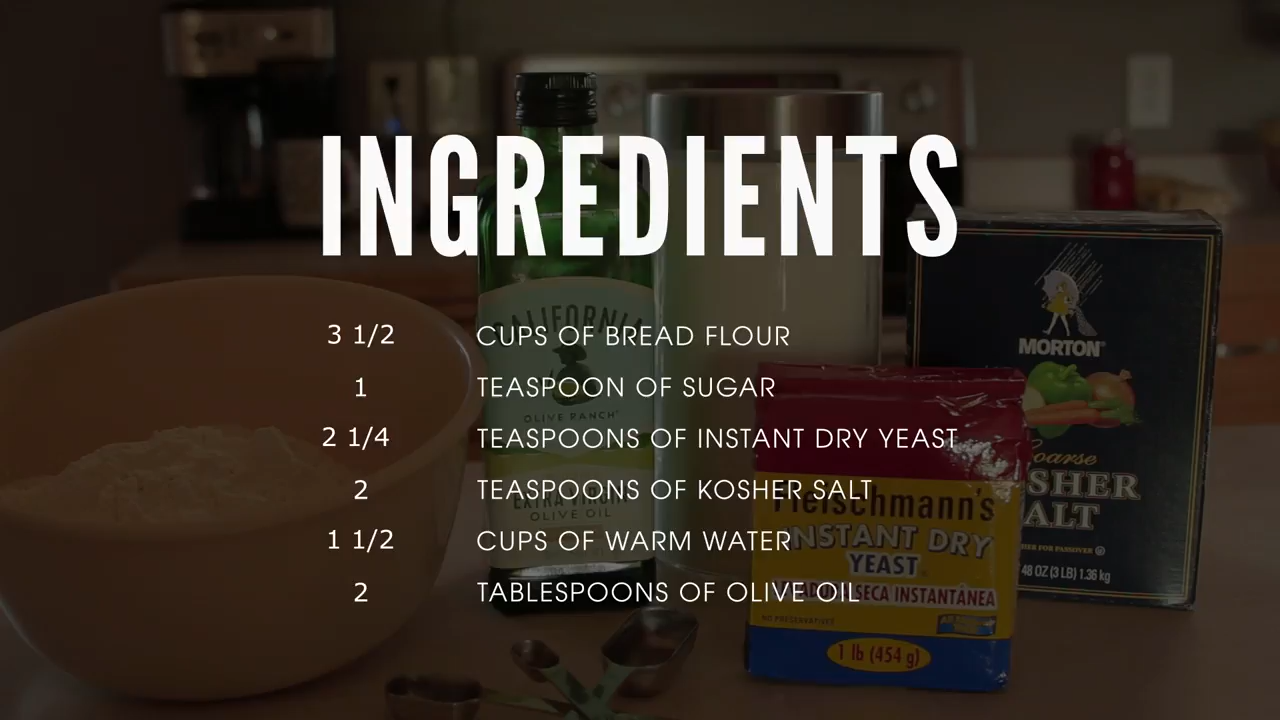 INGREDIENTS
3 1/2 CUPS OF BREAD FLOUR
1 TEASPOON OF SUGAR
2 1/4 TEASPOONS OF INSTANT DRY YEAST
2 TEASPOONS OF KOSHER SALT
1 1/2 CUPS OF WARM WATER
2 TABLESPOONS OF OLIVE OIL
CALIFORNIA
OLIVE RANCH
EXTRA VIRGIN
OLIVE OIL
Fleischmann's
INSTANT DRY
YEAST
SECA INSTANTÁNEA
NO PRESERVATIVES
1 lb (454 g)
MORTON®
Coarse
KOSHER
SALT
48 OZ (3 LB) 1.36 kg